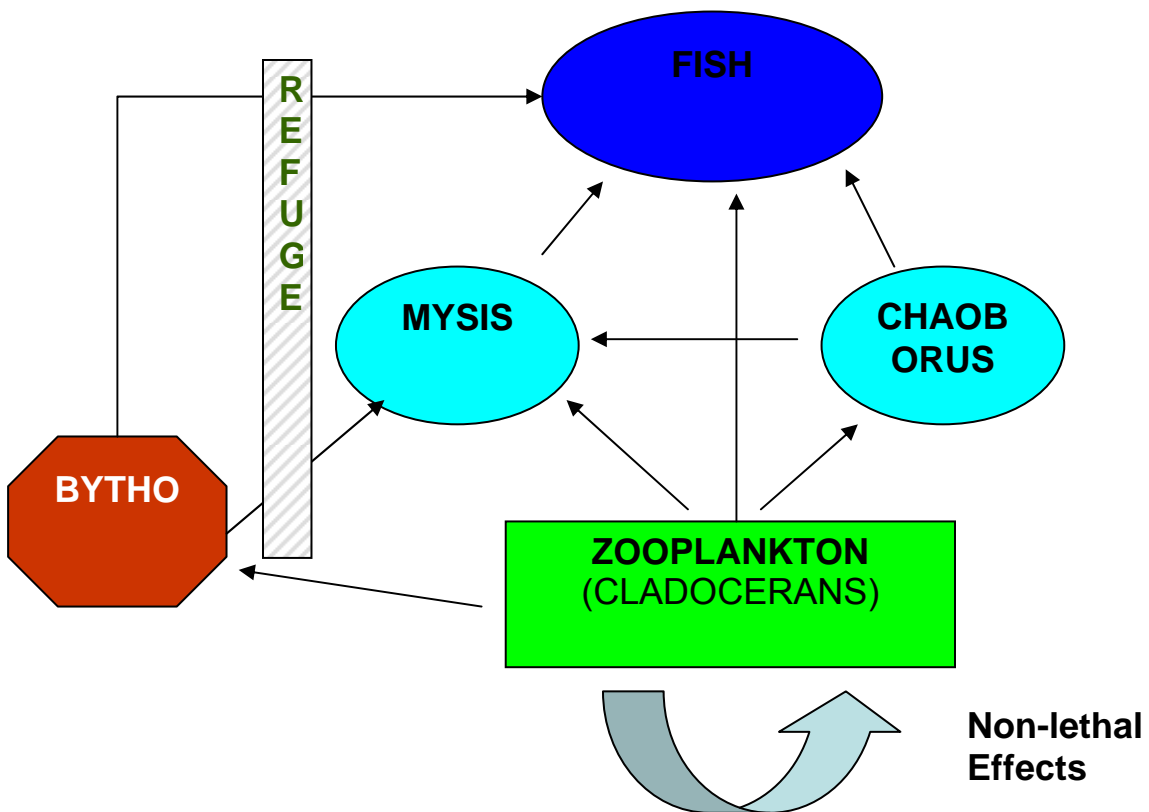 FISH
R
E
F
U
G
E
MYSIS
CHAOB
ORUS
BYTHO
ZOOPLANKTON
(CLADOCERANS)
Non-lethal
Effects